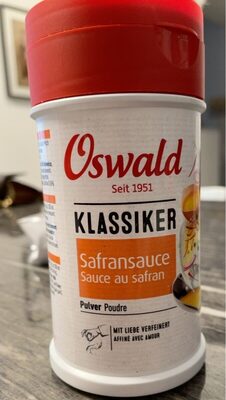 Oswald
Seit 1951
KLASSIKER
Safransauce
Sauce au safran
Pulver Poudre
MIT LIEBE VERFEINERT
AFFINÉ AVEC AMOUR